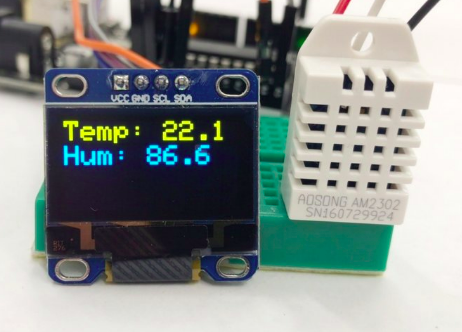 VCC GND SCL SDA
Temp: 22.1
Hum: 86.6
AOSONG AM2302
SN160729924